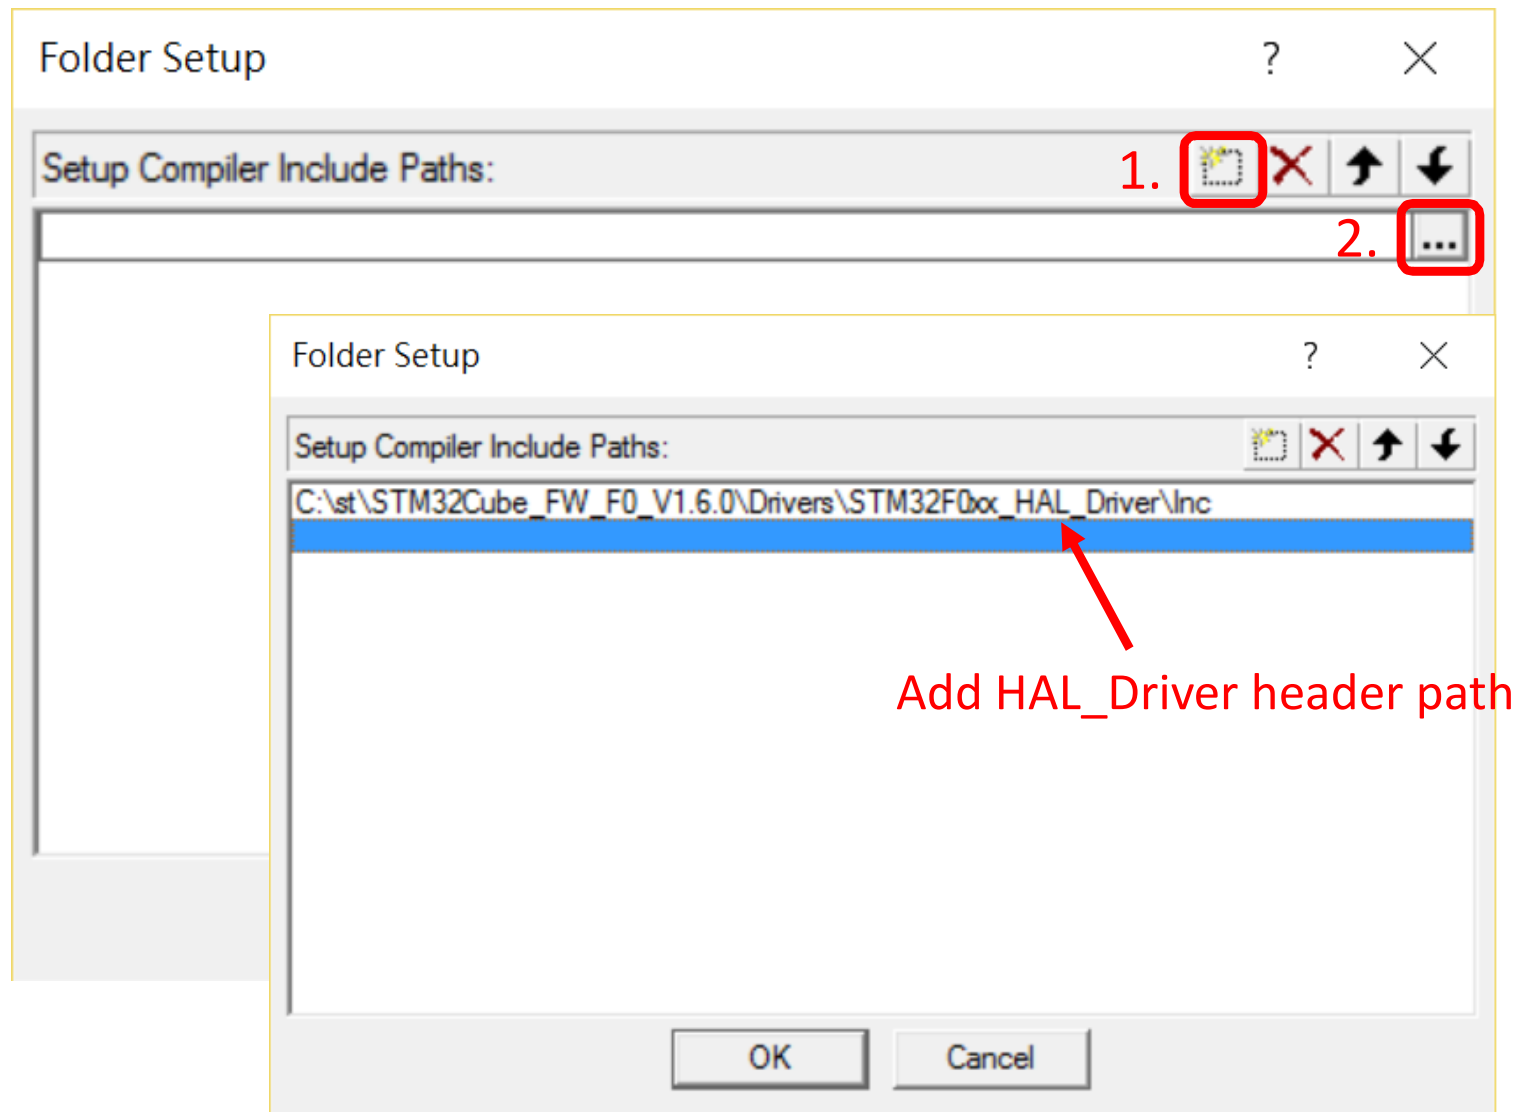 Folder Setup ?
Setup Compiler Include Paths: 1.
2. ...
Folder Setup ?
Setup Compiler Include Paths:
C:\st\STM32Cube_FW_F0_V1.6.0\Drivers\STM32F0xx_HAL_Driver\Inc
Add HAL_Driver header path
OK Cancel